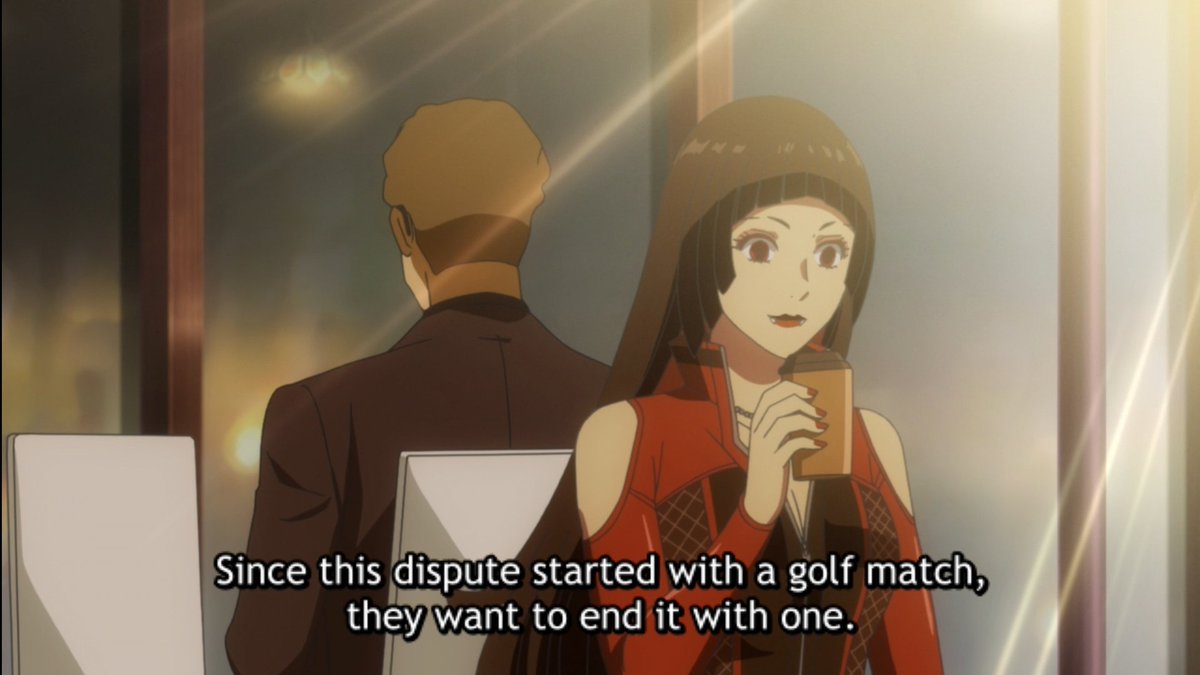 Since this dispute started with a golf match,
they want to end it with one.